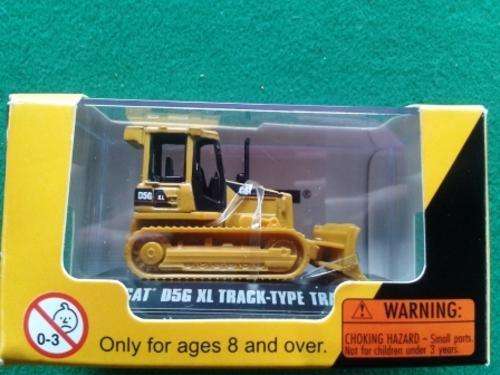 D5G XL
CAT
CAT D5G XL TRACK-TYPE
0-3
Only for ages 8 and over.
WARNING:
CHOKING HAZARD – Small parts.
Not for children under 3 years.